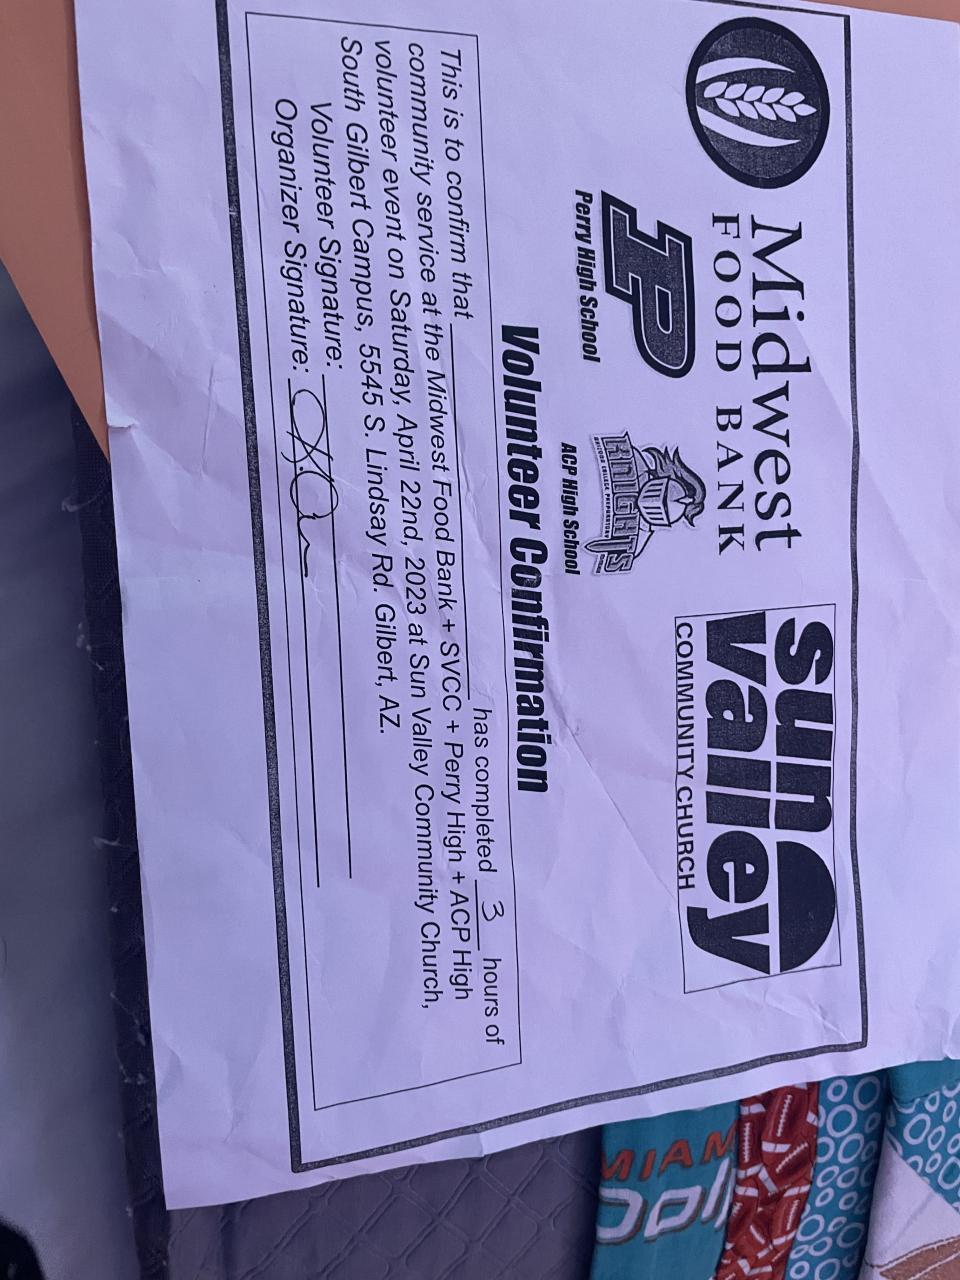 Midwest
FOOD BANK
sun
valley
COMMUNITY CHURCH
P
Perry High School
KNIGHTS
ACP High School
Volunteer Confirmation
This is to confirm that ____________ has completed 3 hours of
community service at the Midwest Food Bank + SVCC + Perry High + ACP High
volunteer event on Saturday, April 22nd, 2023 at Sun Valley Community Church,
South Gilbert Campus, 5545 S. Lindsay Rd. Gilbert, AZ.
Volunteer Signature: ____________
Organizer Signature: ____________
MIAM